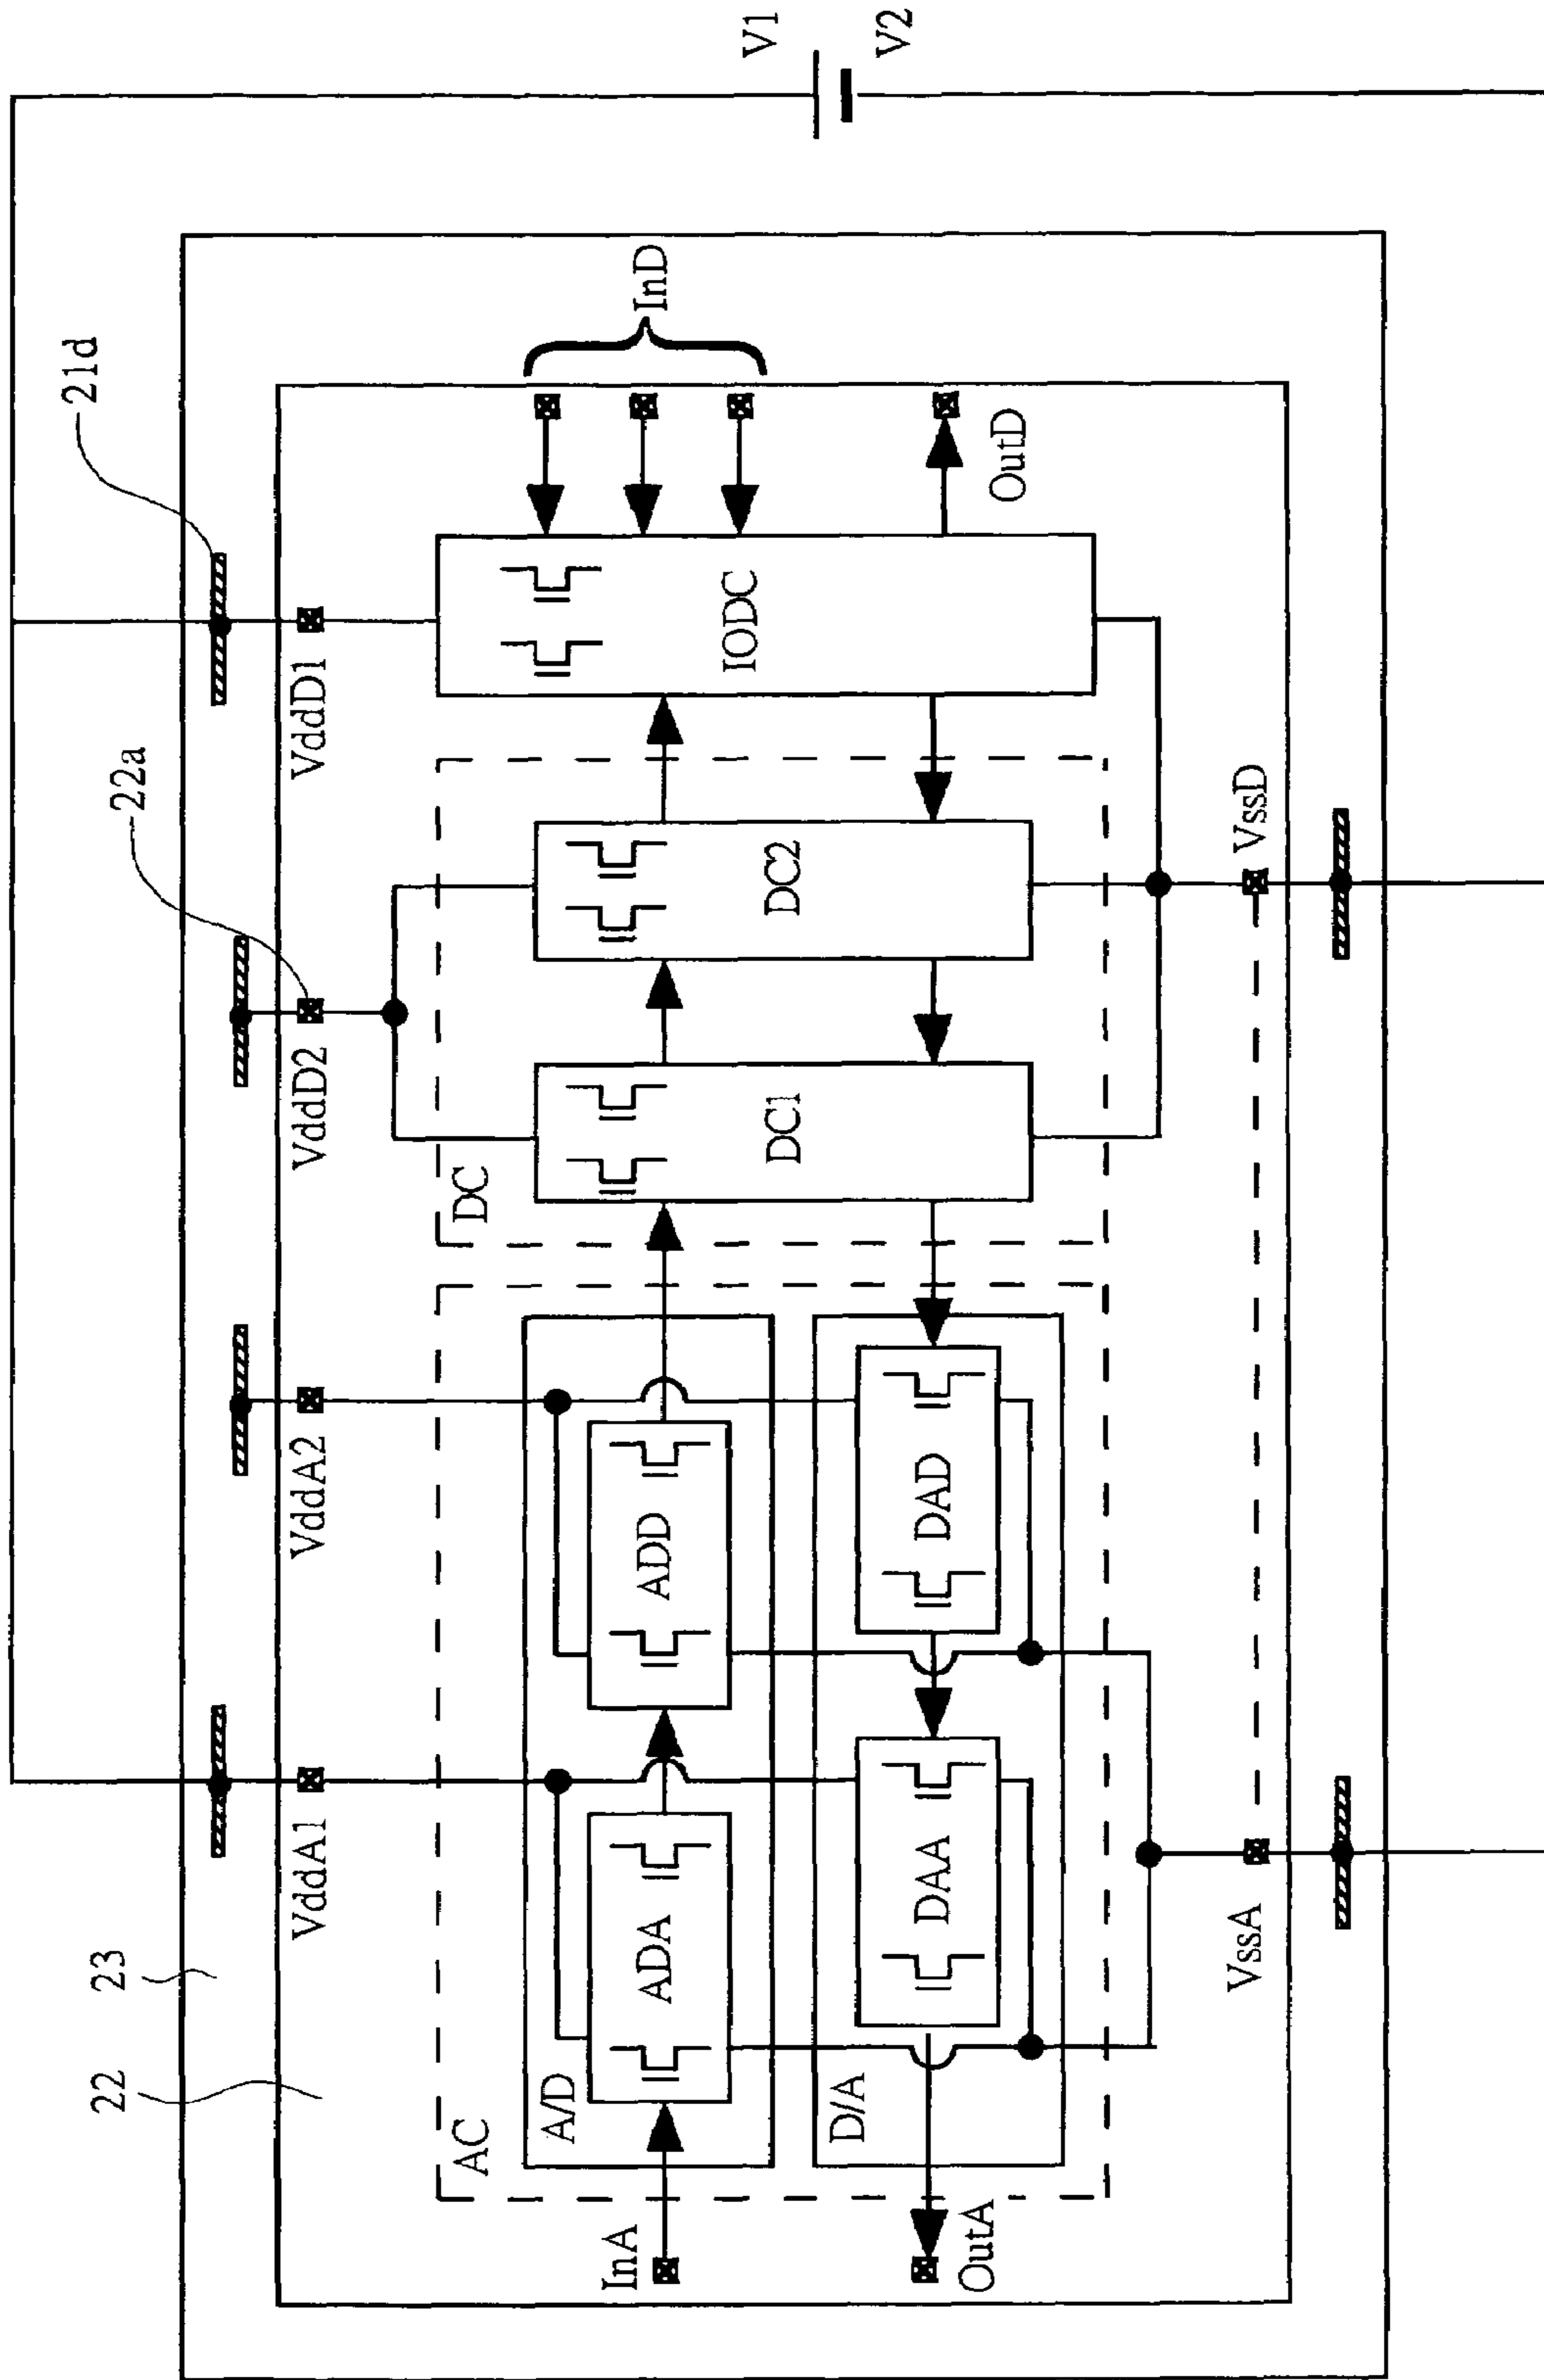 V1
V2
21d
InD
OutD
IODC
VddD1
22a
DC2
VssD
VddD2
DC1
DC
VddA2
ADD
DAD
VddA1
ADA
DAA
VssA
23
22
A/D
D/A
AC
InA
OutA